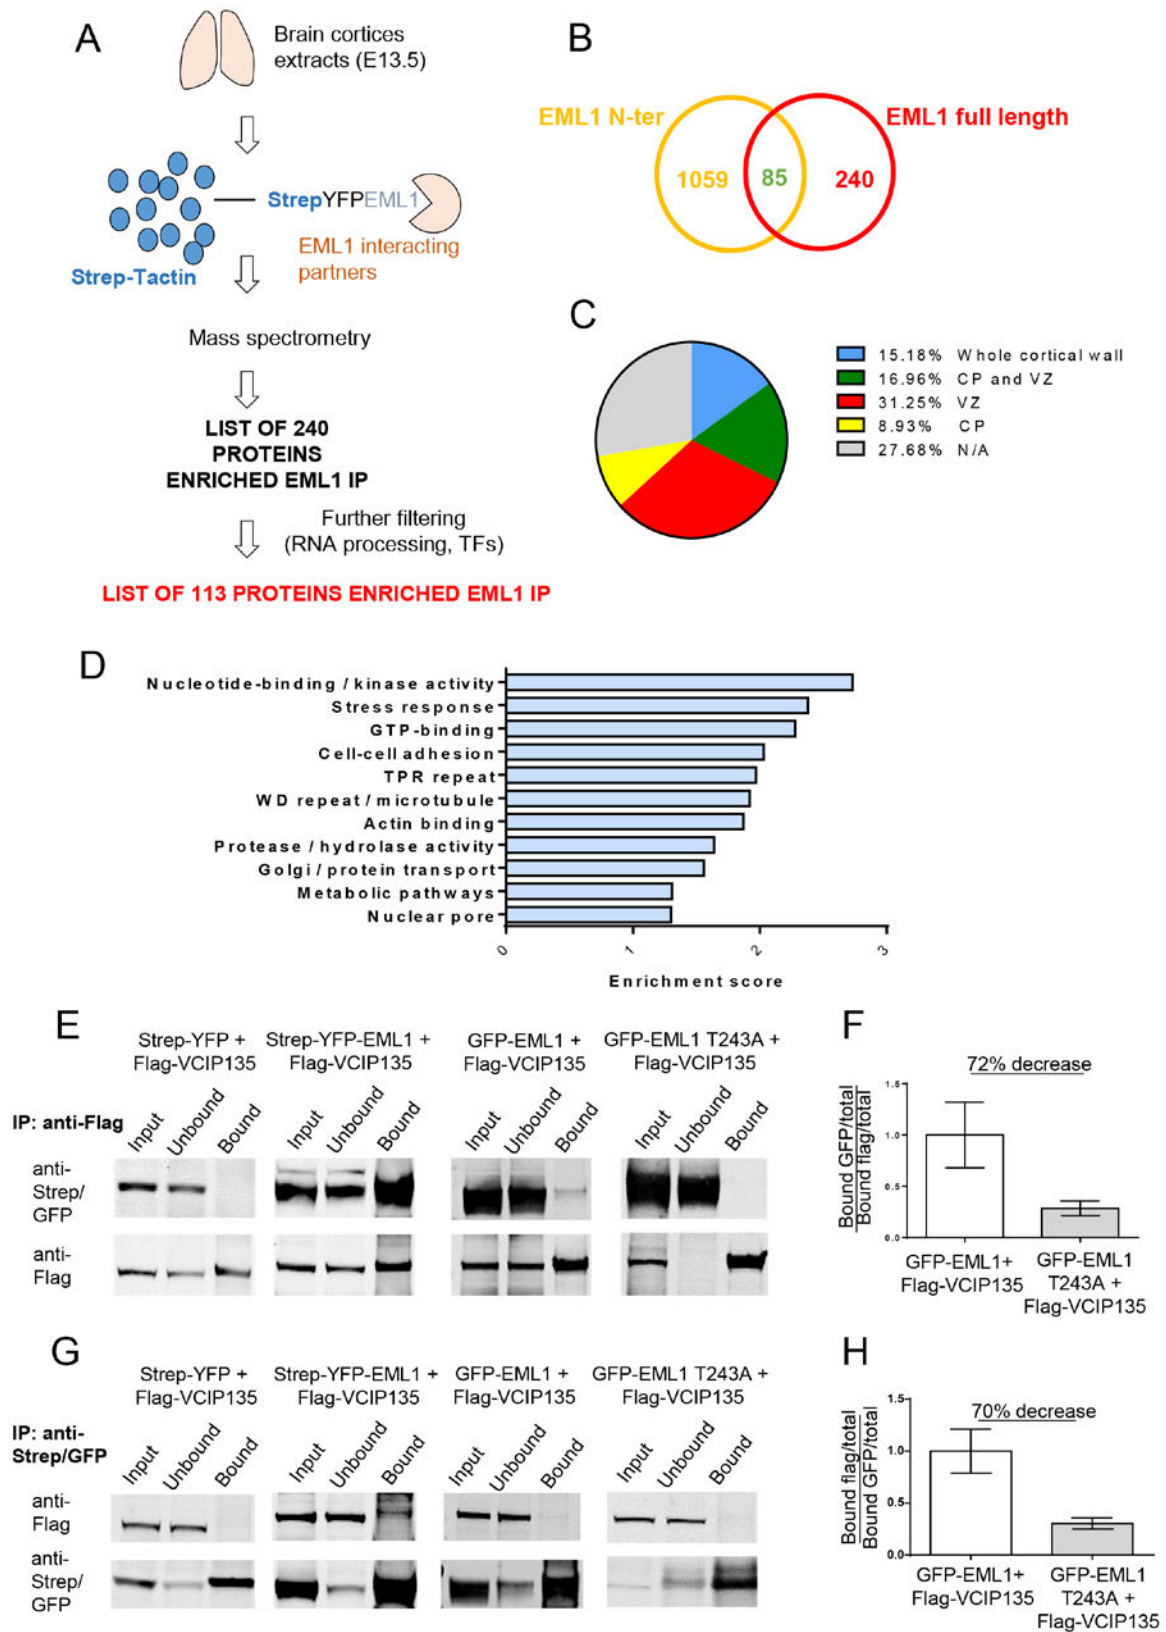 A
Brain cortices
extracts (E13.5)
StrepYFPEML1
EML1 interacting
partners
Strep-Tactin
Mass spectrometry
LIST OF 240
PROTEINS
ENRICHED EML1 IP
Further filtering
(RNA processing, TFs)
LIST OF 113 PROTEINS ENRICHED EML1 IP
B
EML1 N-ter
EML1 full length
1059
85
240
C
15.18% Whole cortical wall
16.96% CP and VZ
31.25% VZ
8.93% CP
27.68% N/A
D
Nucleotide-binding / kinase activity
Stress response
GTP-binding
Cell-cell adhesion
TPR repeat
WD repeat / microtubule
Actin binding
Protease / hydrolase activity
Golgi / protein transport
Metabolic pathways
Nuclear pore
0
1
2
3
Enrichment score
E
Strep-YFP +
Flag-VCIP135
Strep-YFP-EML1 +
Flag-VCIP135
GFP-EML1 +
Flag-VCIP135
GFP-EML1 T243A +
Flag-VCIP135
IP: anti-Flag
Input
Unbound
Bound
Input
Unbound
Bound
Input
Unbound
Bound
Input
Unbound
Bound
anti-
Strep/
GFP
anti-
Flag
F
72% decrease
Bound GFP/total
Bound flag/total
1.5
1.0
0.5
0.0
GFP-EML1+
Flag-VCIP135
GFP-EML1
T243A +
Flag-VCIP135
G
Strep-YFP +
Flag-VCIP135
Strep-YFP-EML1 +
Flag-VCIP135
GFP-EML1 +
Flag-VCIP135
GFP-EML1 T243A +
Flag-VCIP135
IP: anti-
Strep/GFP
Input
Unbound
Bound
Input
Unbound
Bound
Input
Unbound
Bound
Input
Unbound
Bound
anti-
Flag
anti-
Strep/
GFP
H
70% decrease
Bound flag/total
Bound GFP/total
1.5
1.0
0.5
0.0
GFP-EML1+
Flag-VCIP135
GFP-EML1
T243A +
Flag-VCIP135